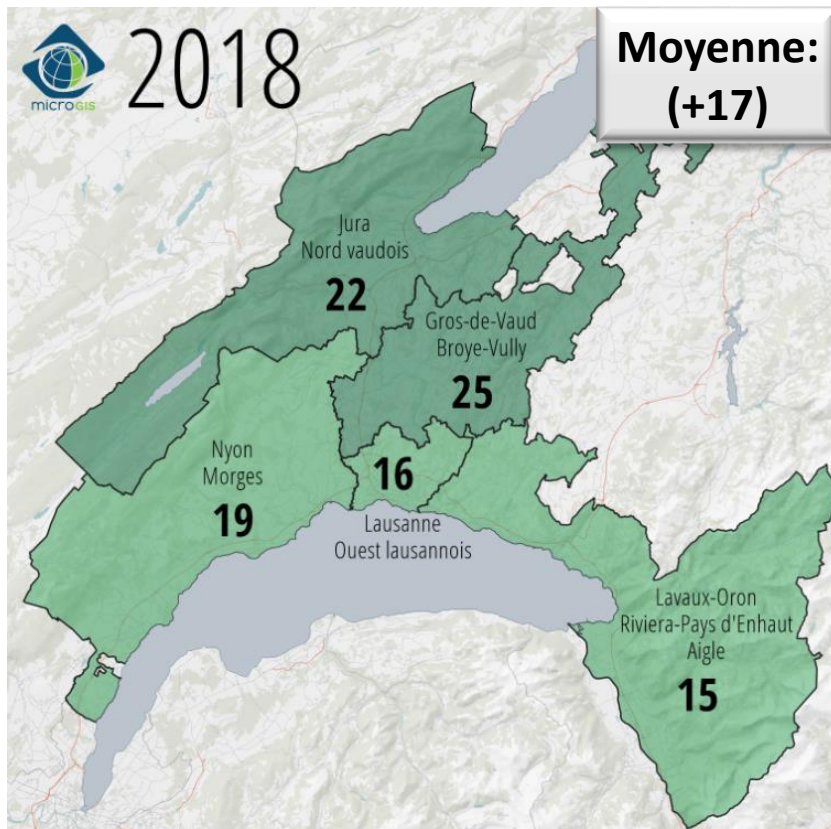 microGIS
2018
Moyenne:
(+17)
Jura
Nord vaudois
22
Gros-de-Vaud
Broye-Vully
25
Nyon
Morges
19
16
Lausanne
Ouest lausannois
Lavaux-Oron
Riviera-Pays d'Enhaut
Aigle
15